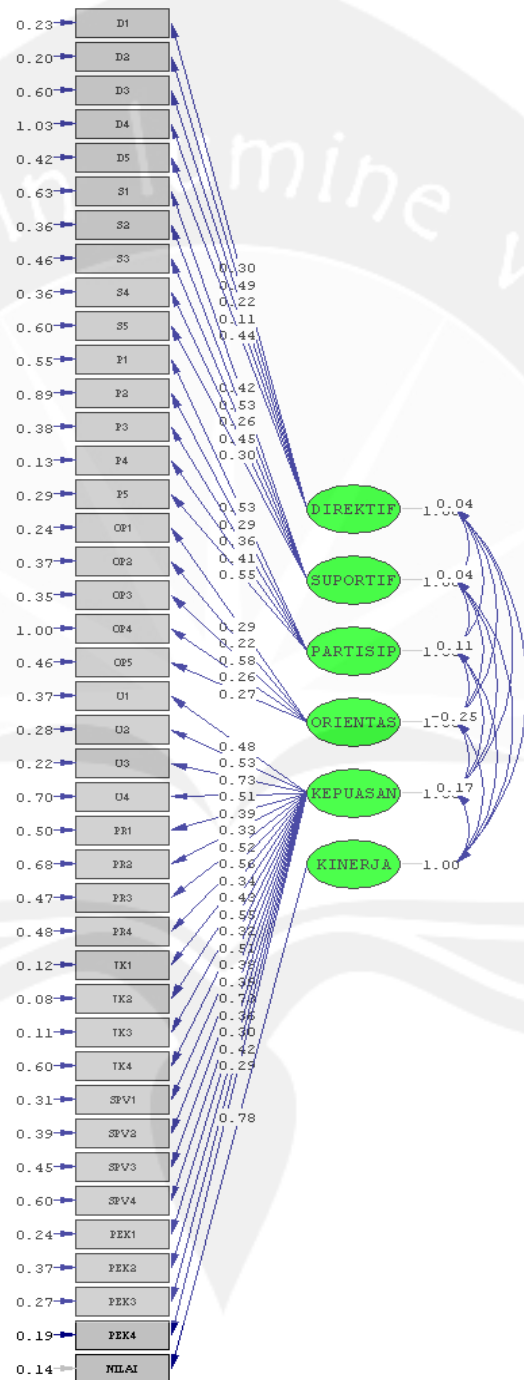 0.23 D1
0.20 D2
0.60 D3
1.03 D4
0.42 D5
0.63 S1
0.36 S2
0.46 S3
0.36 S4
0.60 S5
0.55 P1
0.89 P2
0.38 P3
0.13 P4
0.29 P5
0.24 OP1
0.37 OP2
0.35 OP3
1.00 OP4
0.46 OP5
0.37 U1
0.28 U2
0.22 U3
0.70 U4
0.50 PR1
0.68 PR2
0.47 PR3
0.48 PR4
0.12 TK1
0.08 TK2
0.11 TK3
0.60 TK4
0.31 SPV1
0.39 SPV2
0.45 SPV3
0.60 SPV4
0.24 PEK1
0.37 PEK2
0.27 PEK3
0.19 PEK4
0.14 NILAI
0.30
0.49
0.22
0.11
0.44
0.42
0.53
0.26
0.45
0.30
0.53
0.29
0.36
0.41
0.55
0.29
0.22
0.58
0.26
0.27
0.48
0.53
0.73
0.51
0.39
0.33
0.52
0.56
0.34
0.55
0.51
0.30
0.42
0.29
0.78
DIREKTIF 0.04
SUPORTIF 0.04
PARTISIP 0.11
ORIENTAS -0.25
KEPUASAN 0.17
KINERJA 1.00
in lumine